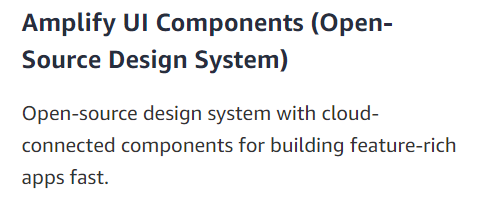 Amplify UI Components (Open-
Source Design System)
Open-source design system with cloud-
connected components for building feature-rich
apps fast.